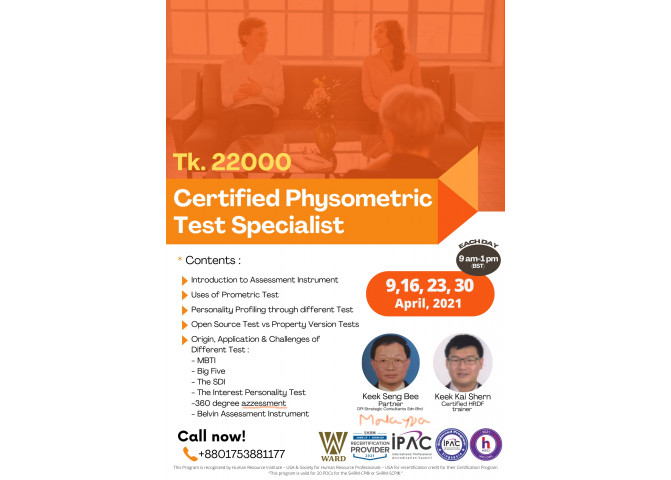 Tk. 22000
Certified Physometric
Test Specialist
* Contents :
EACH DAY
9 am-1 pm
(BST)
Introduction to Assessment Instrument
Uses of Prometric Test
Personality Profiling through different Test
Open Source Test vs Property Version Tests
Origin, Application & Challenges of
Different Test :
- MBTI
- Big Five
- The SDI
- The Interest Personality Test
-360 degree azzessment
- Belvin Assessment Instrument
9,16, 23, 30
April, 2021
Keek Seng Bee
Partner
Keek Kai Shern
Certified HRDF
trainer
Call now!
+8801753881177
WARD
SHRM
RECERTIFICATION
PROVIDER
2021
iPAC
iPAC
h
This Program is recognized by Human Resource Institute - USA & Society for Human Resource Professionals - USA for recertification credit for their Certification Program.
*This program is valid for 20 PDCs for the SHRM CP® or SHRM-SCP®.*